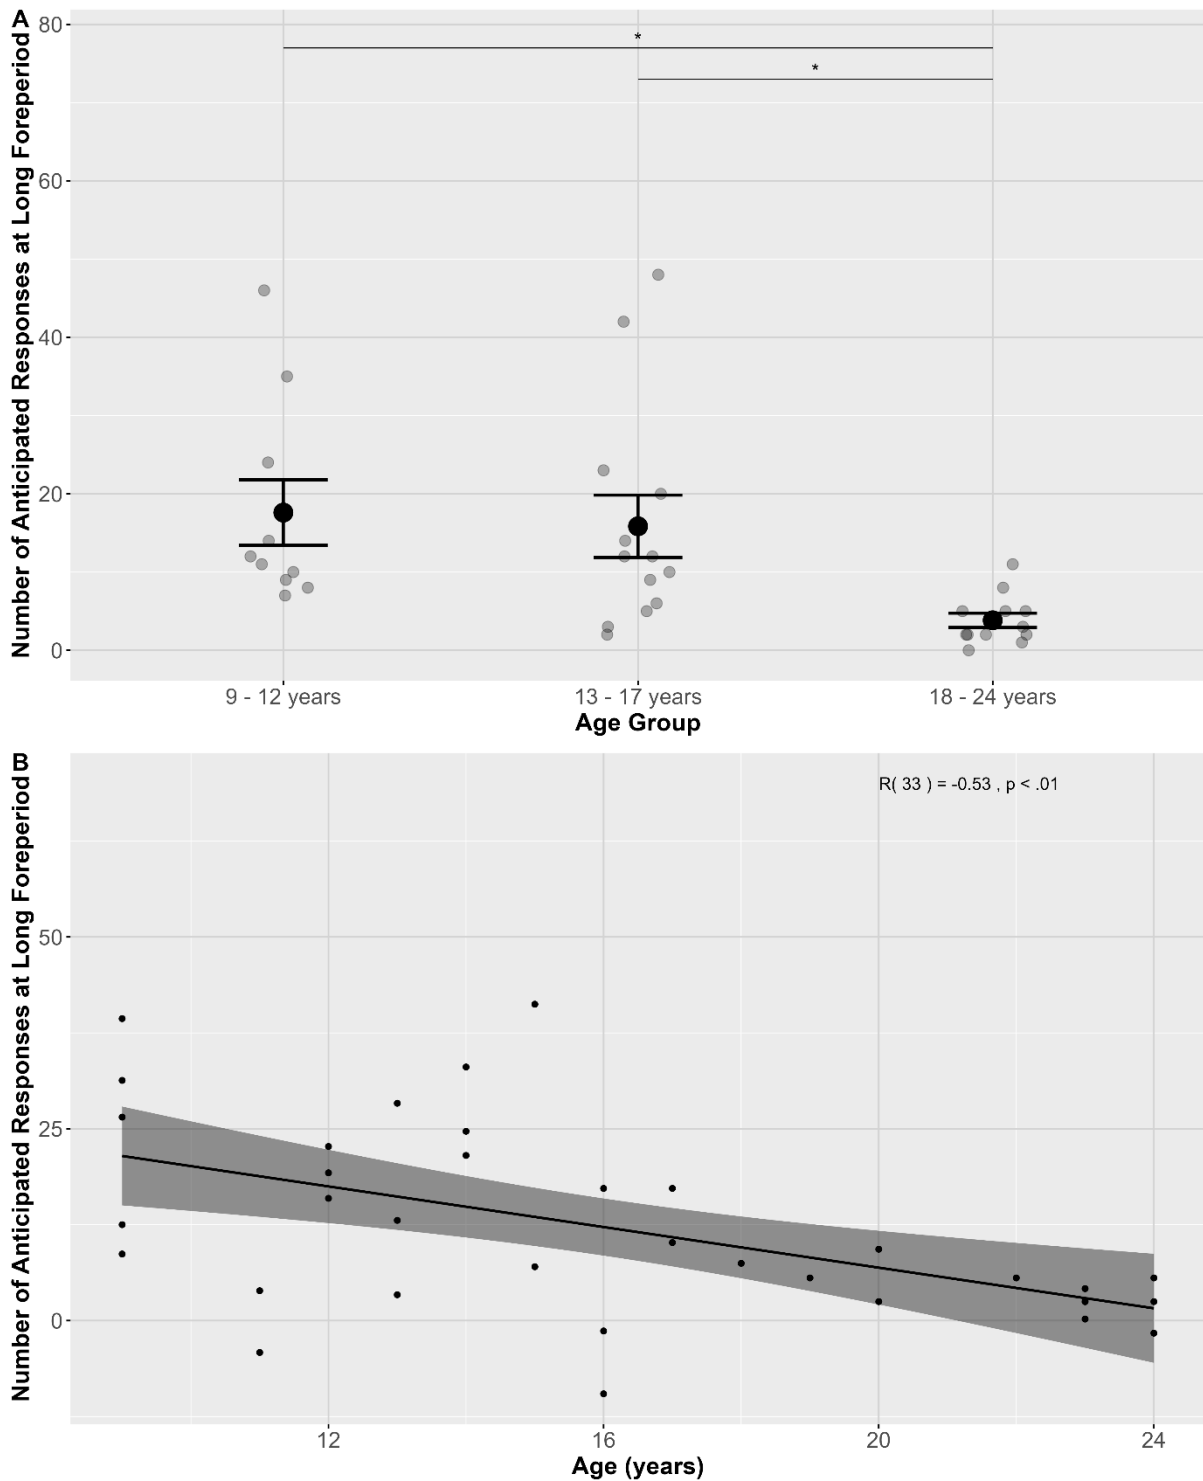 A
Number of Anticipated Responses at Long Foreperiod
80
60
40
20
0
*
*
9 - 12 years
13 - 17 years
18 - 24 years
Age Group
B
Number of Anticipated Responses at Long Foreperiod
R( 33 ) = -0.53 , p < .01
50
25
0
12
16
20
24
Age (years)